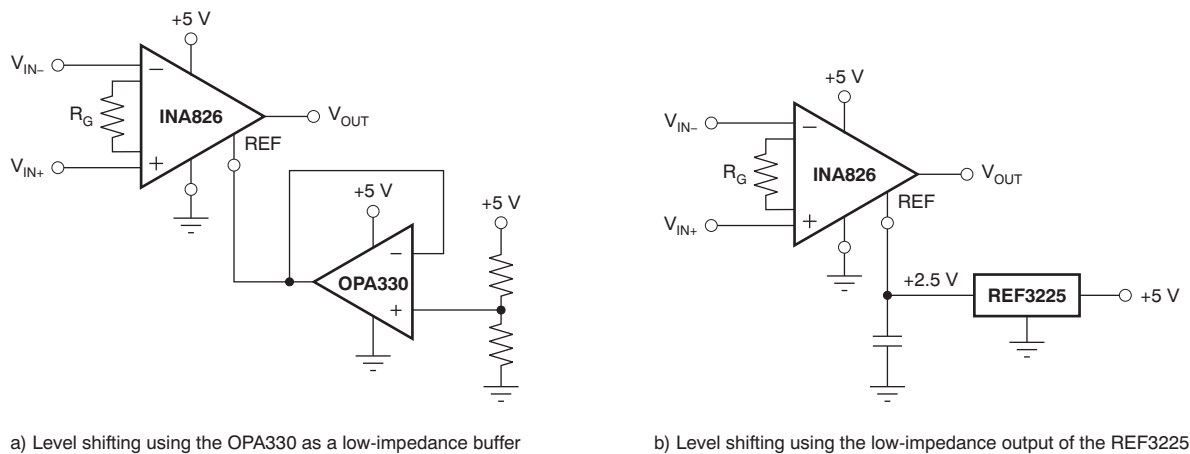 +5 V
V_IN–
−
R_G
INA826
V_OUT
REF
V_IN+
+
+5 V
+5 V
−
OPA330
+
a) Level shifting using the OPA330 as a low-impedance buffer
+5 V
V_IN–
−
R_G
INA826
V_OUT
REF
V_IN+
+
+2.5 V
REF3225
+5 V
b) Level shifting using the low-impedance output of the REF3225